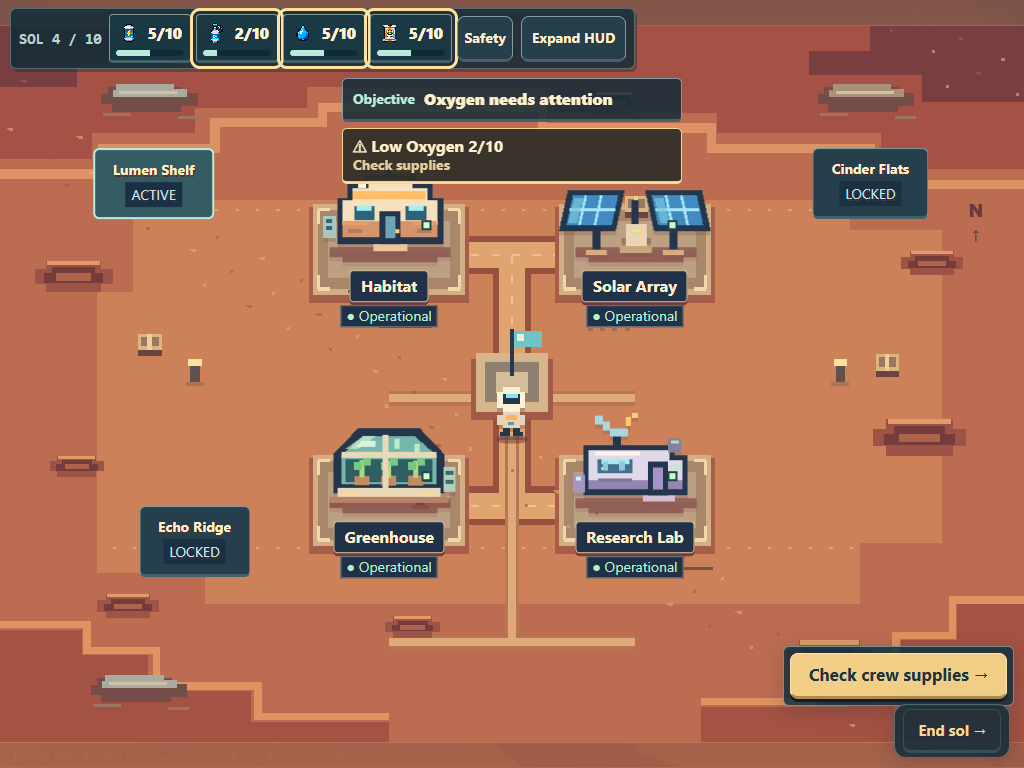 SOL 4 / 10
5/10
2/10
5/10
5/10
Safety
Expand HUD
Objective Oxygen needs attention
⚠ Low Oxygen 2/10
Check supplies
Lumen Shelf
ACTIVE
Cinder Flats
LOCKED
N
↑
Habitat
• Operational
Solar Array
• Operational
Greenhouse
• Operational
Research Lab
• Operational
Echo Ridge
LOCKED
Check crew supplies →
End sol →